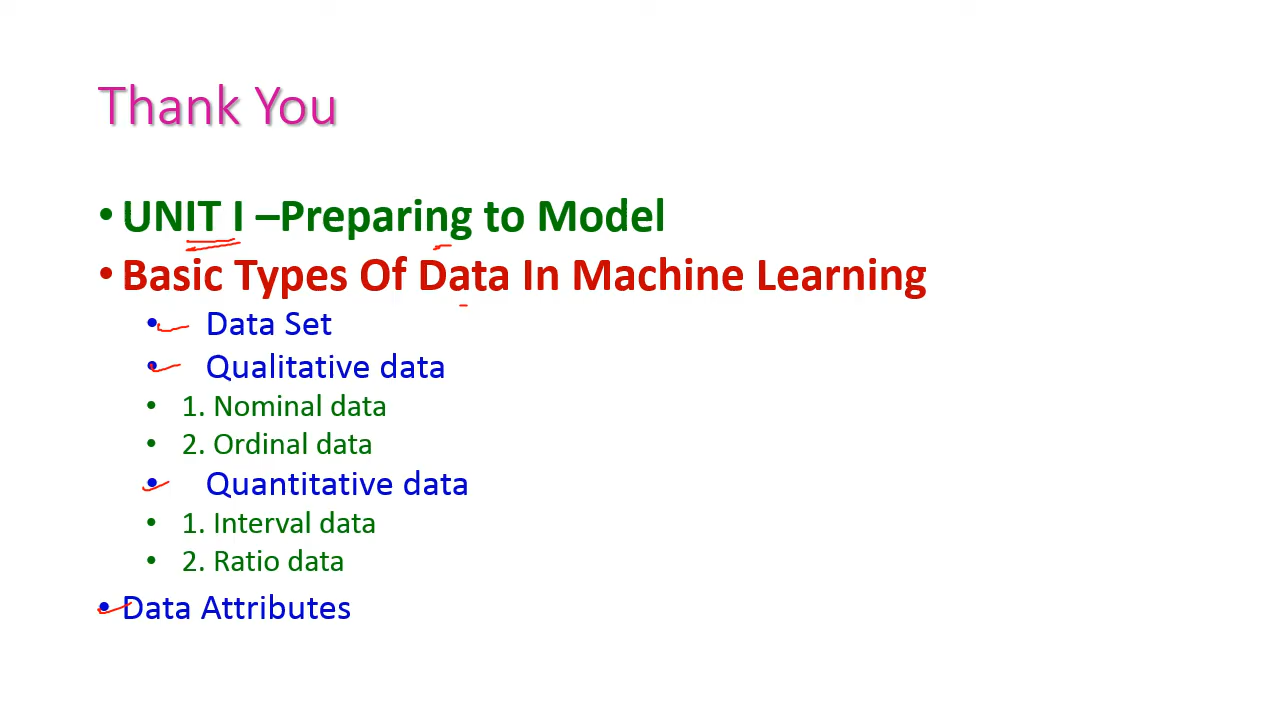 Thank You
• UNIT I –Preparing to Model
• Basic Types Of Data In Machine Learning
• Data Set
• Qualitative data
• 1. Nominal data
• 2. Ordinal data
• Quantitative data
• 1. Interval data
• 2. Ratio data
• Data Attributes